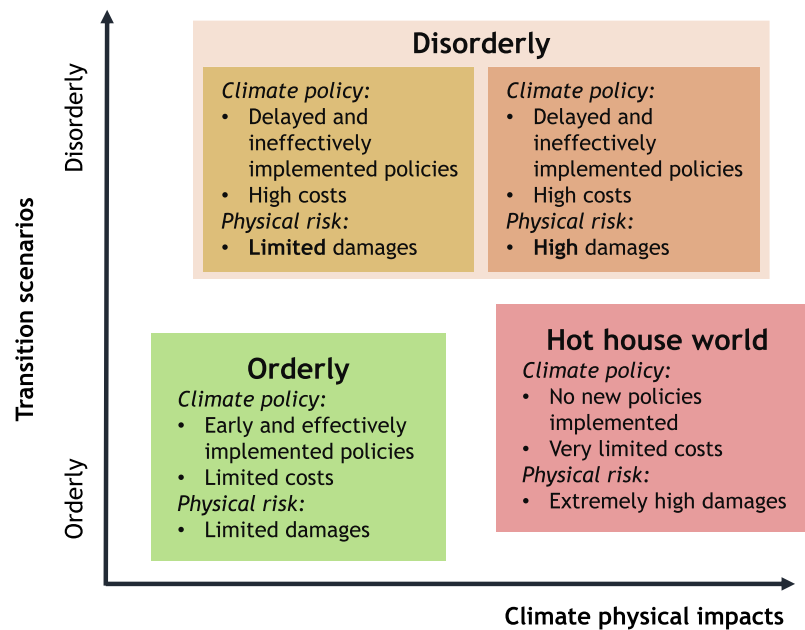 Disorderly
Climate policy:
• Delayed and
ineffectively
implemented policies
• High costs
Physical risk:
• Limited damages
Climate policy:
• Delayed and
ineffectively
implemented policies
• High costs
Physical risk:
• High damages
Orderly
Climate policy:
• Early and effectively
implemented policies
• Limited costs
Physical risk:
• Limited damages
Hot house world
Climate policy:
• No new policies
implemented
• Very limited costs
Physical risk:
• Extremely high damages
Transition scenarios
Disorderly
Orderly
Climate physical impacts